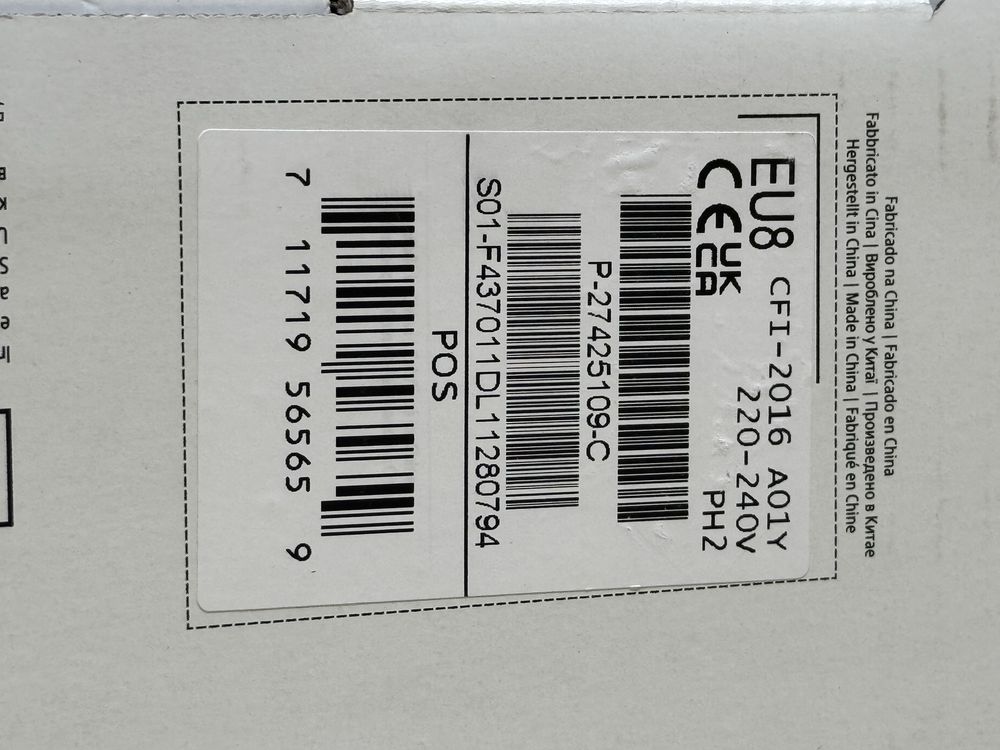 Fabricado na China | Fabricado en China
Fabbricato in Cina | Вироблено у Китаї | Произведено в Китае
Hergestellt in China | Made in China | Fabriqué en Chine
EU8 CFI-2016 A01Y
220-240V
CE UK
CA
PH2
P-27425109-C
S01-F437011DL11280794
POS
7 11719 56565 9